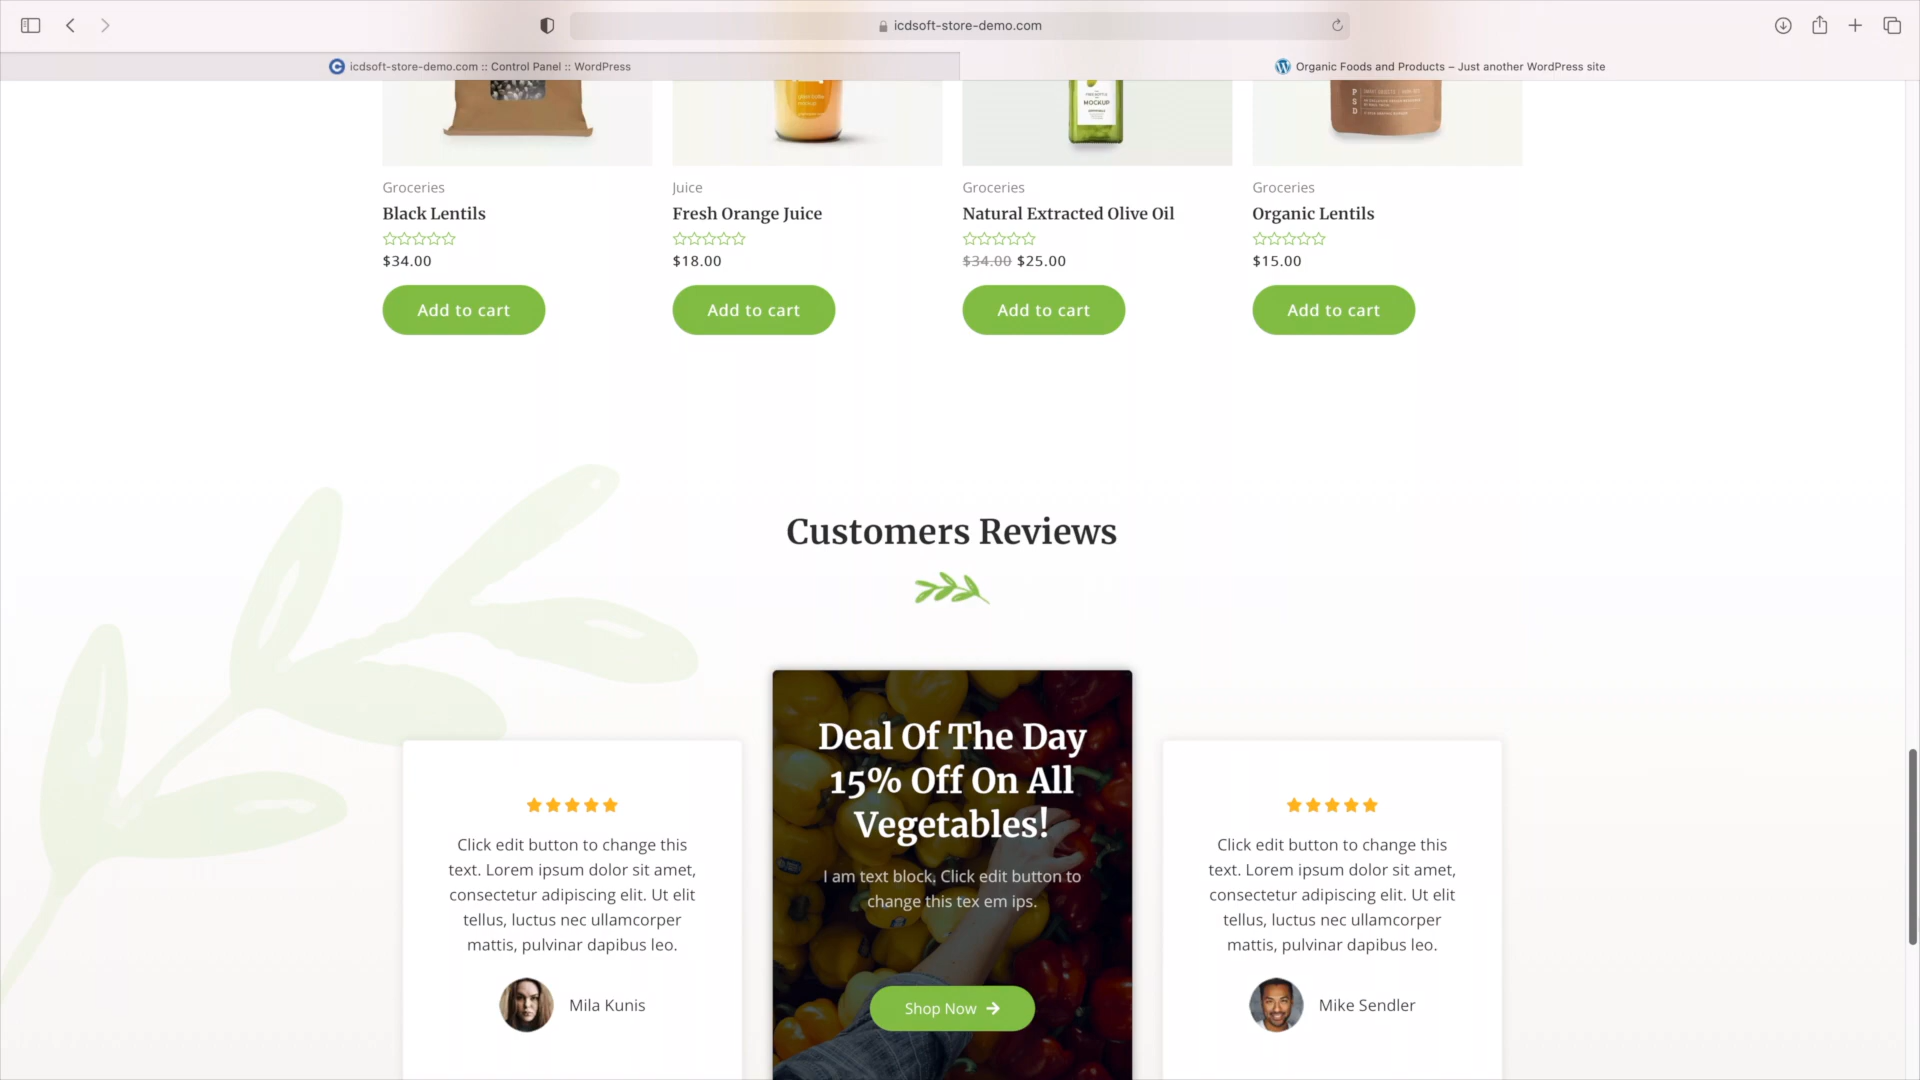 icdsoft-store-demo.com
icdsoft-store-demo.com :: Control Panel :: WordPress
Organic Foods and Products – Just another WordPress site
MOCKUP
PSD
Groceries
Black Lentils
$34.00
Add to cart
Juice
Fresh Orange Juice
$18.00
Add to cart
Groceries
Natural Extracted Olive Oil
$34.00 $25.00
Add to cart
Groceries
Organic Lentils
$15.00
Add to cart
Customers Reviews
Click edit button to change this
text. Lorem ipsum dolor sit amet,
consectetur adipiscing elit. Ut elit
tellus, luctus nec ullamcorper
mattis, pulvinar dapibus leo.
Mila Kunis
Deal Of The Day
15% Off On All
Vegetables!
I am text block. Click edit button to
change this tex em ips.
Shop Now
Click edit button to change this
text. Lorem ipsum dolor sit amet,
consectetur adipiscing elit. Ut elit
tellus, luctus nec ullamcorper
mattis, pulvinar dapibus leo.
Mike Sendler